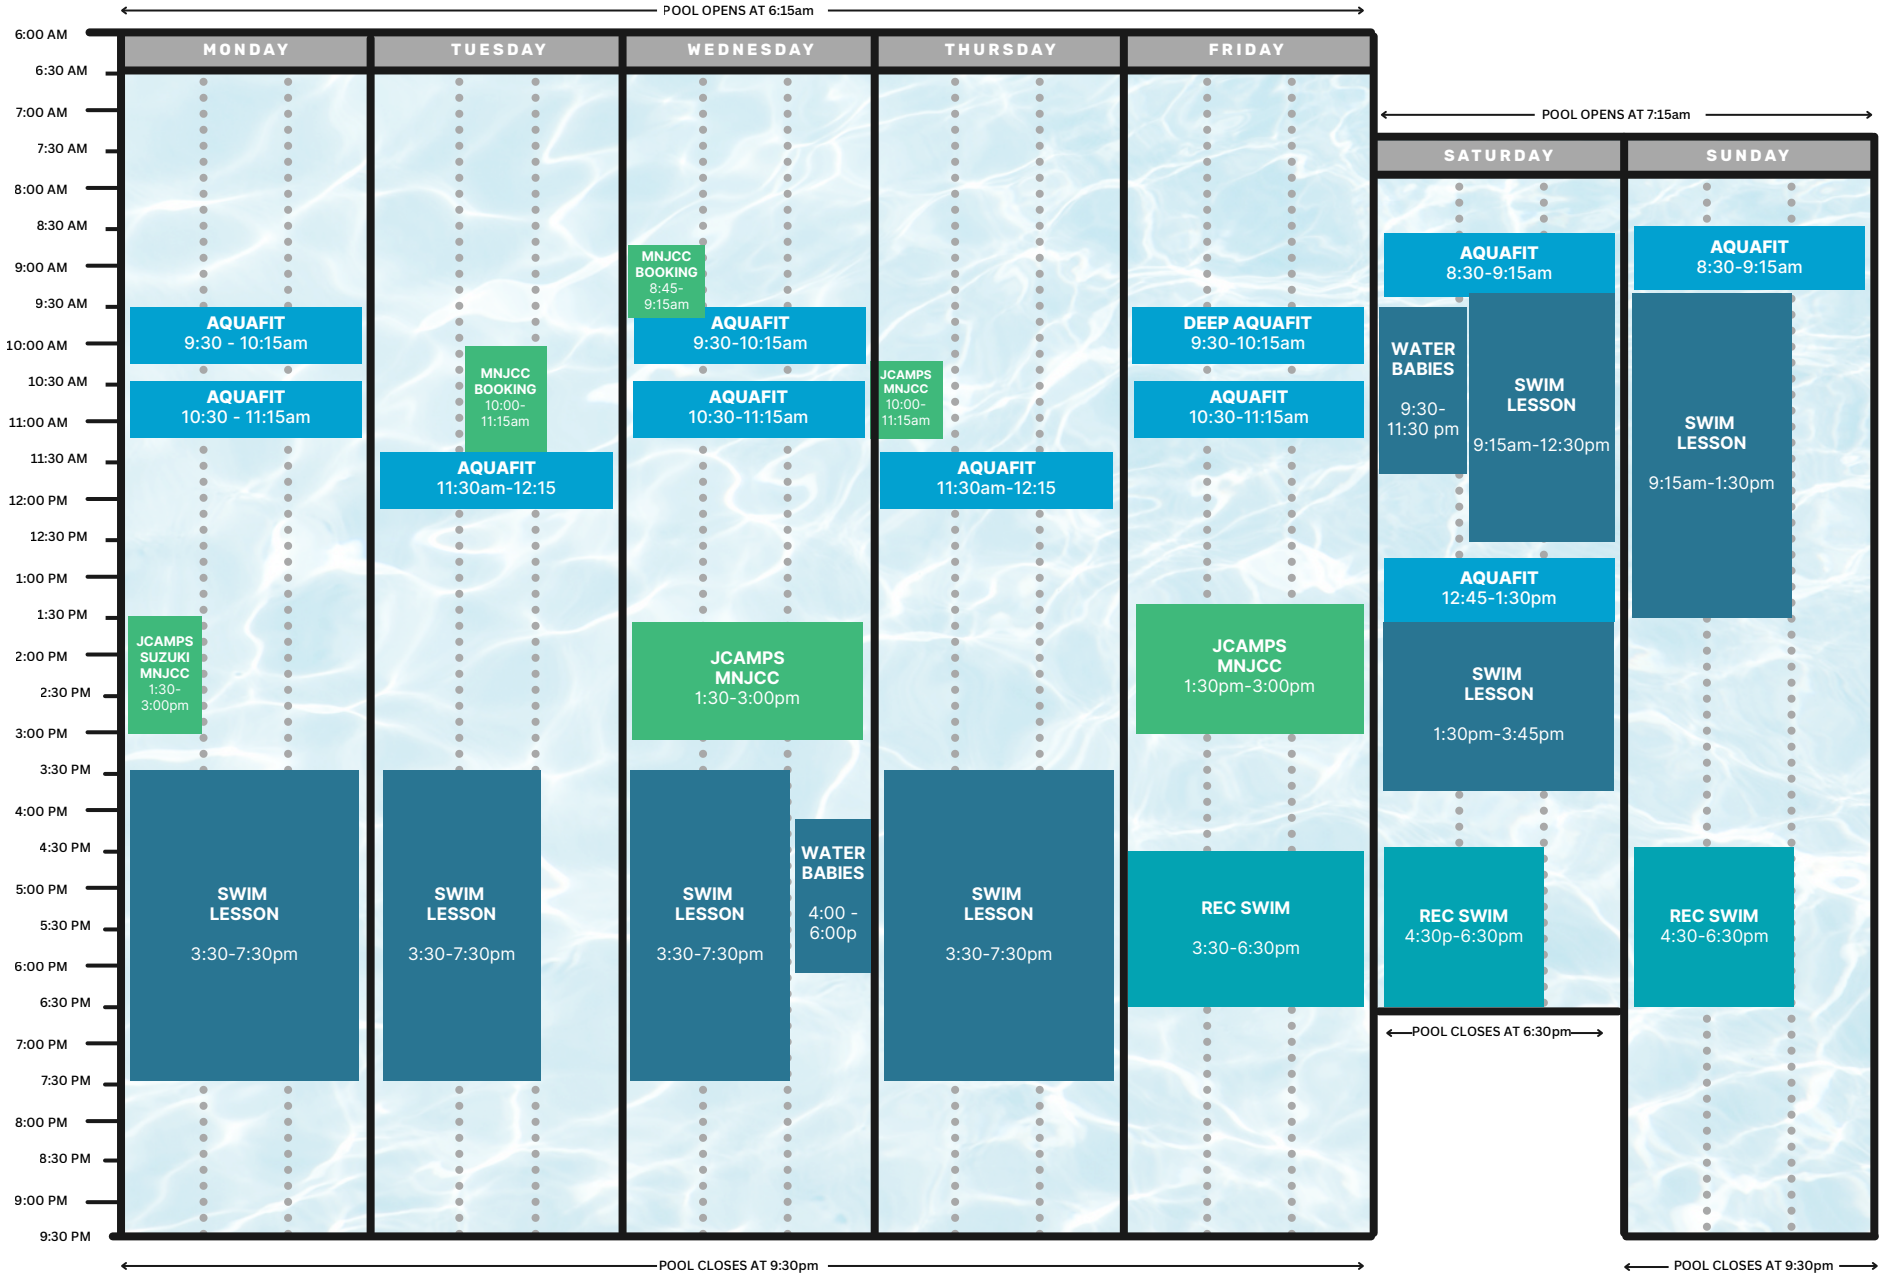 POOL OPENS AT 6:15am
6:00 AM
6:30 AM
7:00 AM
7:30 AM
8:00 AM
8:30 AM
9:00 AM
9:30 AM
10:00 AM
10:30 AM
11:00 AM
11:30 AM
12:00 PM
12:30 PM
1:00 PM
1:30 PM
2:00 PM
2:30 PM
3:00 PM
3:30 PM
4:00 PM
4:30 PM
5:00 PM
5:30 PM
6:00 PM
6:30 PM
7:00 PM
7:30 PM
8:00 PM
8:30 PM
9:00 PM
9:30 PM
MONDAY
AQUAFIT
9:30 - 10:15am
AQUAFIT
10:30 - 11:15am
JCAMPS
SUZUKI
MNJCC
1:30-
3:00pm
SWIM
LESSON
3:30-7:30pm
TUESDAY
MNJCC
BOOKING
10:00-
11:15am
AQUAFIT
11:30am-12:15
SWIM
LESSON
3:30-7:30pm
WEDNESDAY
MNJCC
BOOKING
8:45-
9:15am
AQUAFIT
9:30-10:15am
AQUAFIT
10:30-11:15am
JCAMPS
MNJCC
1:30-3:00pm
SWIM
LESSON
3:30-7:30pm
WATER
BABIES
4:00 -
6:00p
THURSDAY
JCAMPS
MNJCC
10:00-
11:15am
AQUAFIT
11:30am-12:15
SWIM
LESSON
3:30-7:30pm
FRIDAY
DEEP AQUAFIT
9:30-10:15am
AQUAFIT
10:30-11:15am
JCAMPS
MNJCC
1:30pm-3:00pm
REC SWIM
3:30-6:30pm
POOL OPENS AT 7:15am
SATURDAY
AQUAFIT
8:30-9:15am
WATER
BABIES
9:30-
11:30 pm
SWIM
LESSON
9:15am-12:30pm
AQUAFIT
12:45-1:30pm
SWIM
LESSON
1:30pm-3:45pm
REC SWIM
4:30p-6:30pm
POOL CLOSES AT 6:30pm
SUNDAY
AQUAFIT
8:30-9:15am
SWIM
LESSON
9:15am-1:30pm
REC SWIM
4:30-6:30pm
POOL CLOSES AT 9:30pm
POOL CLOSES AT 9:30pm